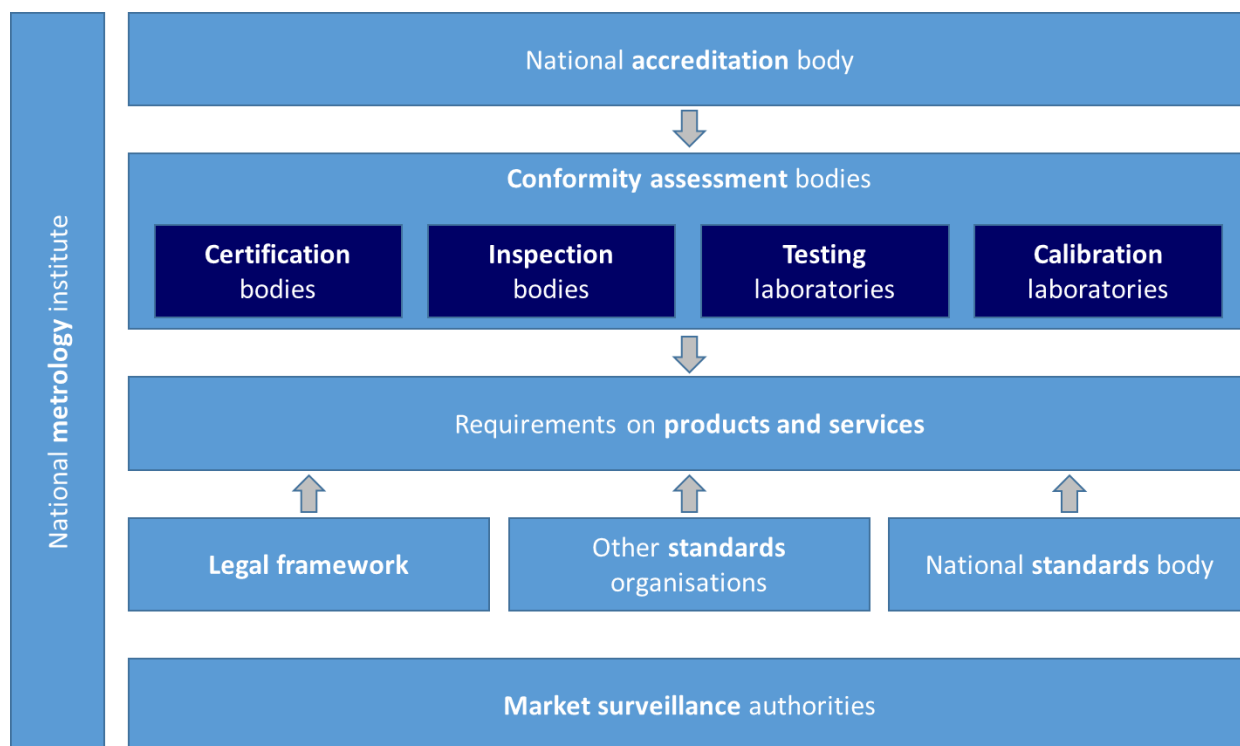 National metrology institute
National accreditation body
Conformity assessment bodies
Certification
bodies
Inspection
bodies
Testing
laboratories
Calibration
laboratories
Requirements on products and services
Legal framework
Other standards
organisations
National standards body
Market surveillance authorities